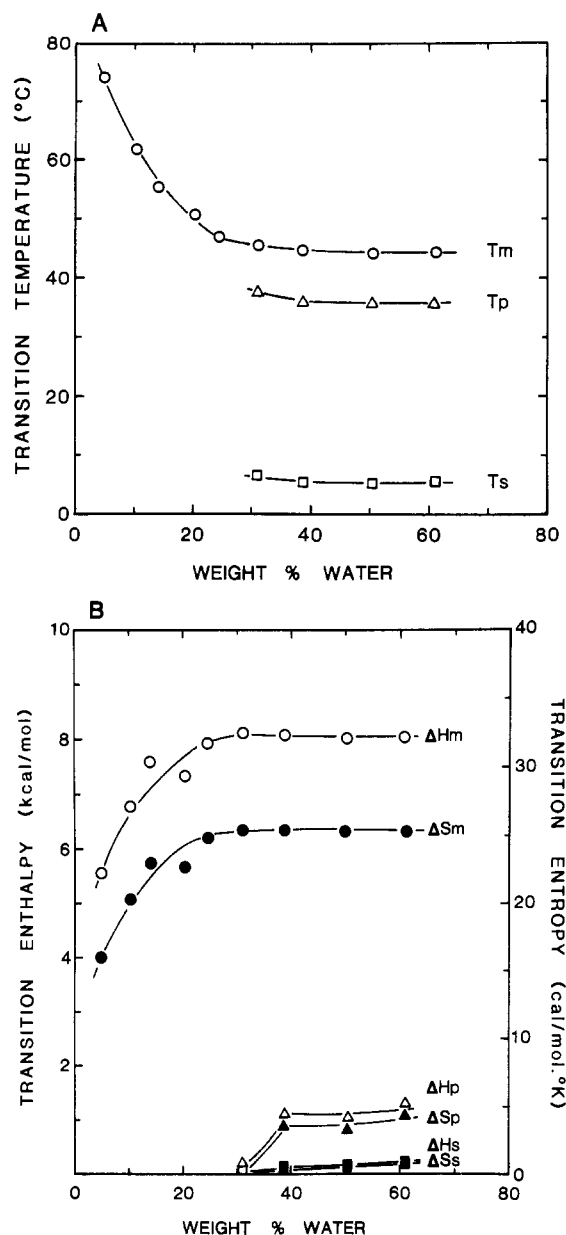 A
80
60
40
20
0
TRANSITION TEMPERATURE (°C)
Tm
Tp
Ts
0 20 40 60 80
WEIGHT % WATER
B
10
8
6
4
2
TRANSITION ENTHALPY (kcal/mol)
40
30
20
10
0
TRANSITION ENTROPY (cal/mol.°K)
ΔHm
ΔSm
ΔHp
ΔSp
ΔHs
ΔSs
0 20 40 60 80
WEIGHT % WATER